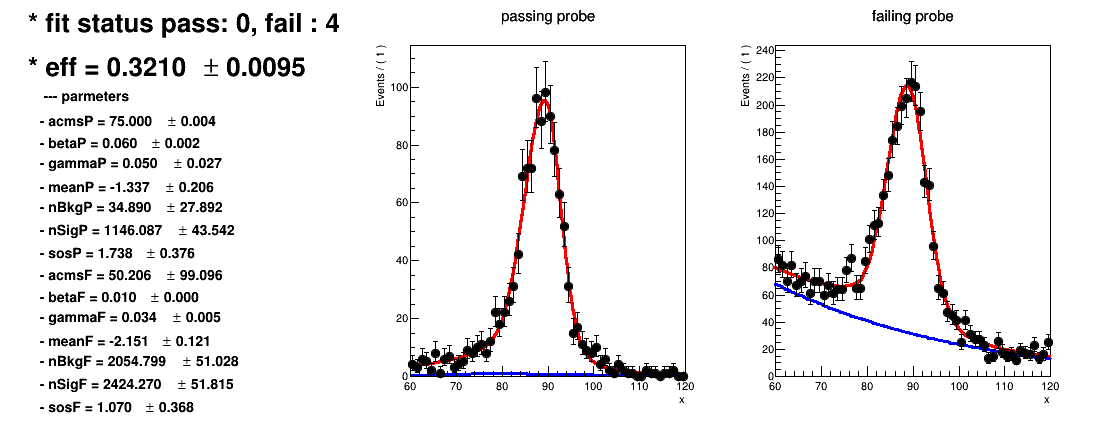 * fit status pass: 0, fail : 4
* eff = 0.3210 ± 0.0095
--- parmeters
- acmsP = 75.000 ± 0.004
- betaP = 0.060 ± 0.002
- gammaP = 0.050 ± 0.027
- meanP = -1.337 ± 0.206
- nBkgP = 34.890 ± 27.892
- nSigP = 1146.087 ± 43.542
- sosP = 1.738 ± 0.376
- acmsF = 50.206 ± 99.096
- betaF = 0.010 ± 0.000
- gammaF = 0.034 ± 0.005
- meanF = -2.151 ± 0.121
- nBkgF = 2054.799 ± 51.028
- nSigF = 2424.270 ± 51.815
- sosF = 1.070 ± 0.368
passing probe
Events / ( 1 )
100
80
60
40
20
0
60 70 80 90 100 110 120
x
failing probe
Events / ( 1 )
240
220
200
180
160
140
120
100
80
60
40
20
0
60 70 80 90 100 110 120
x